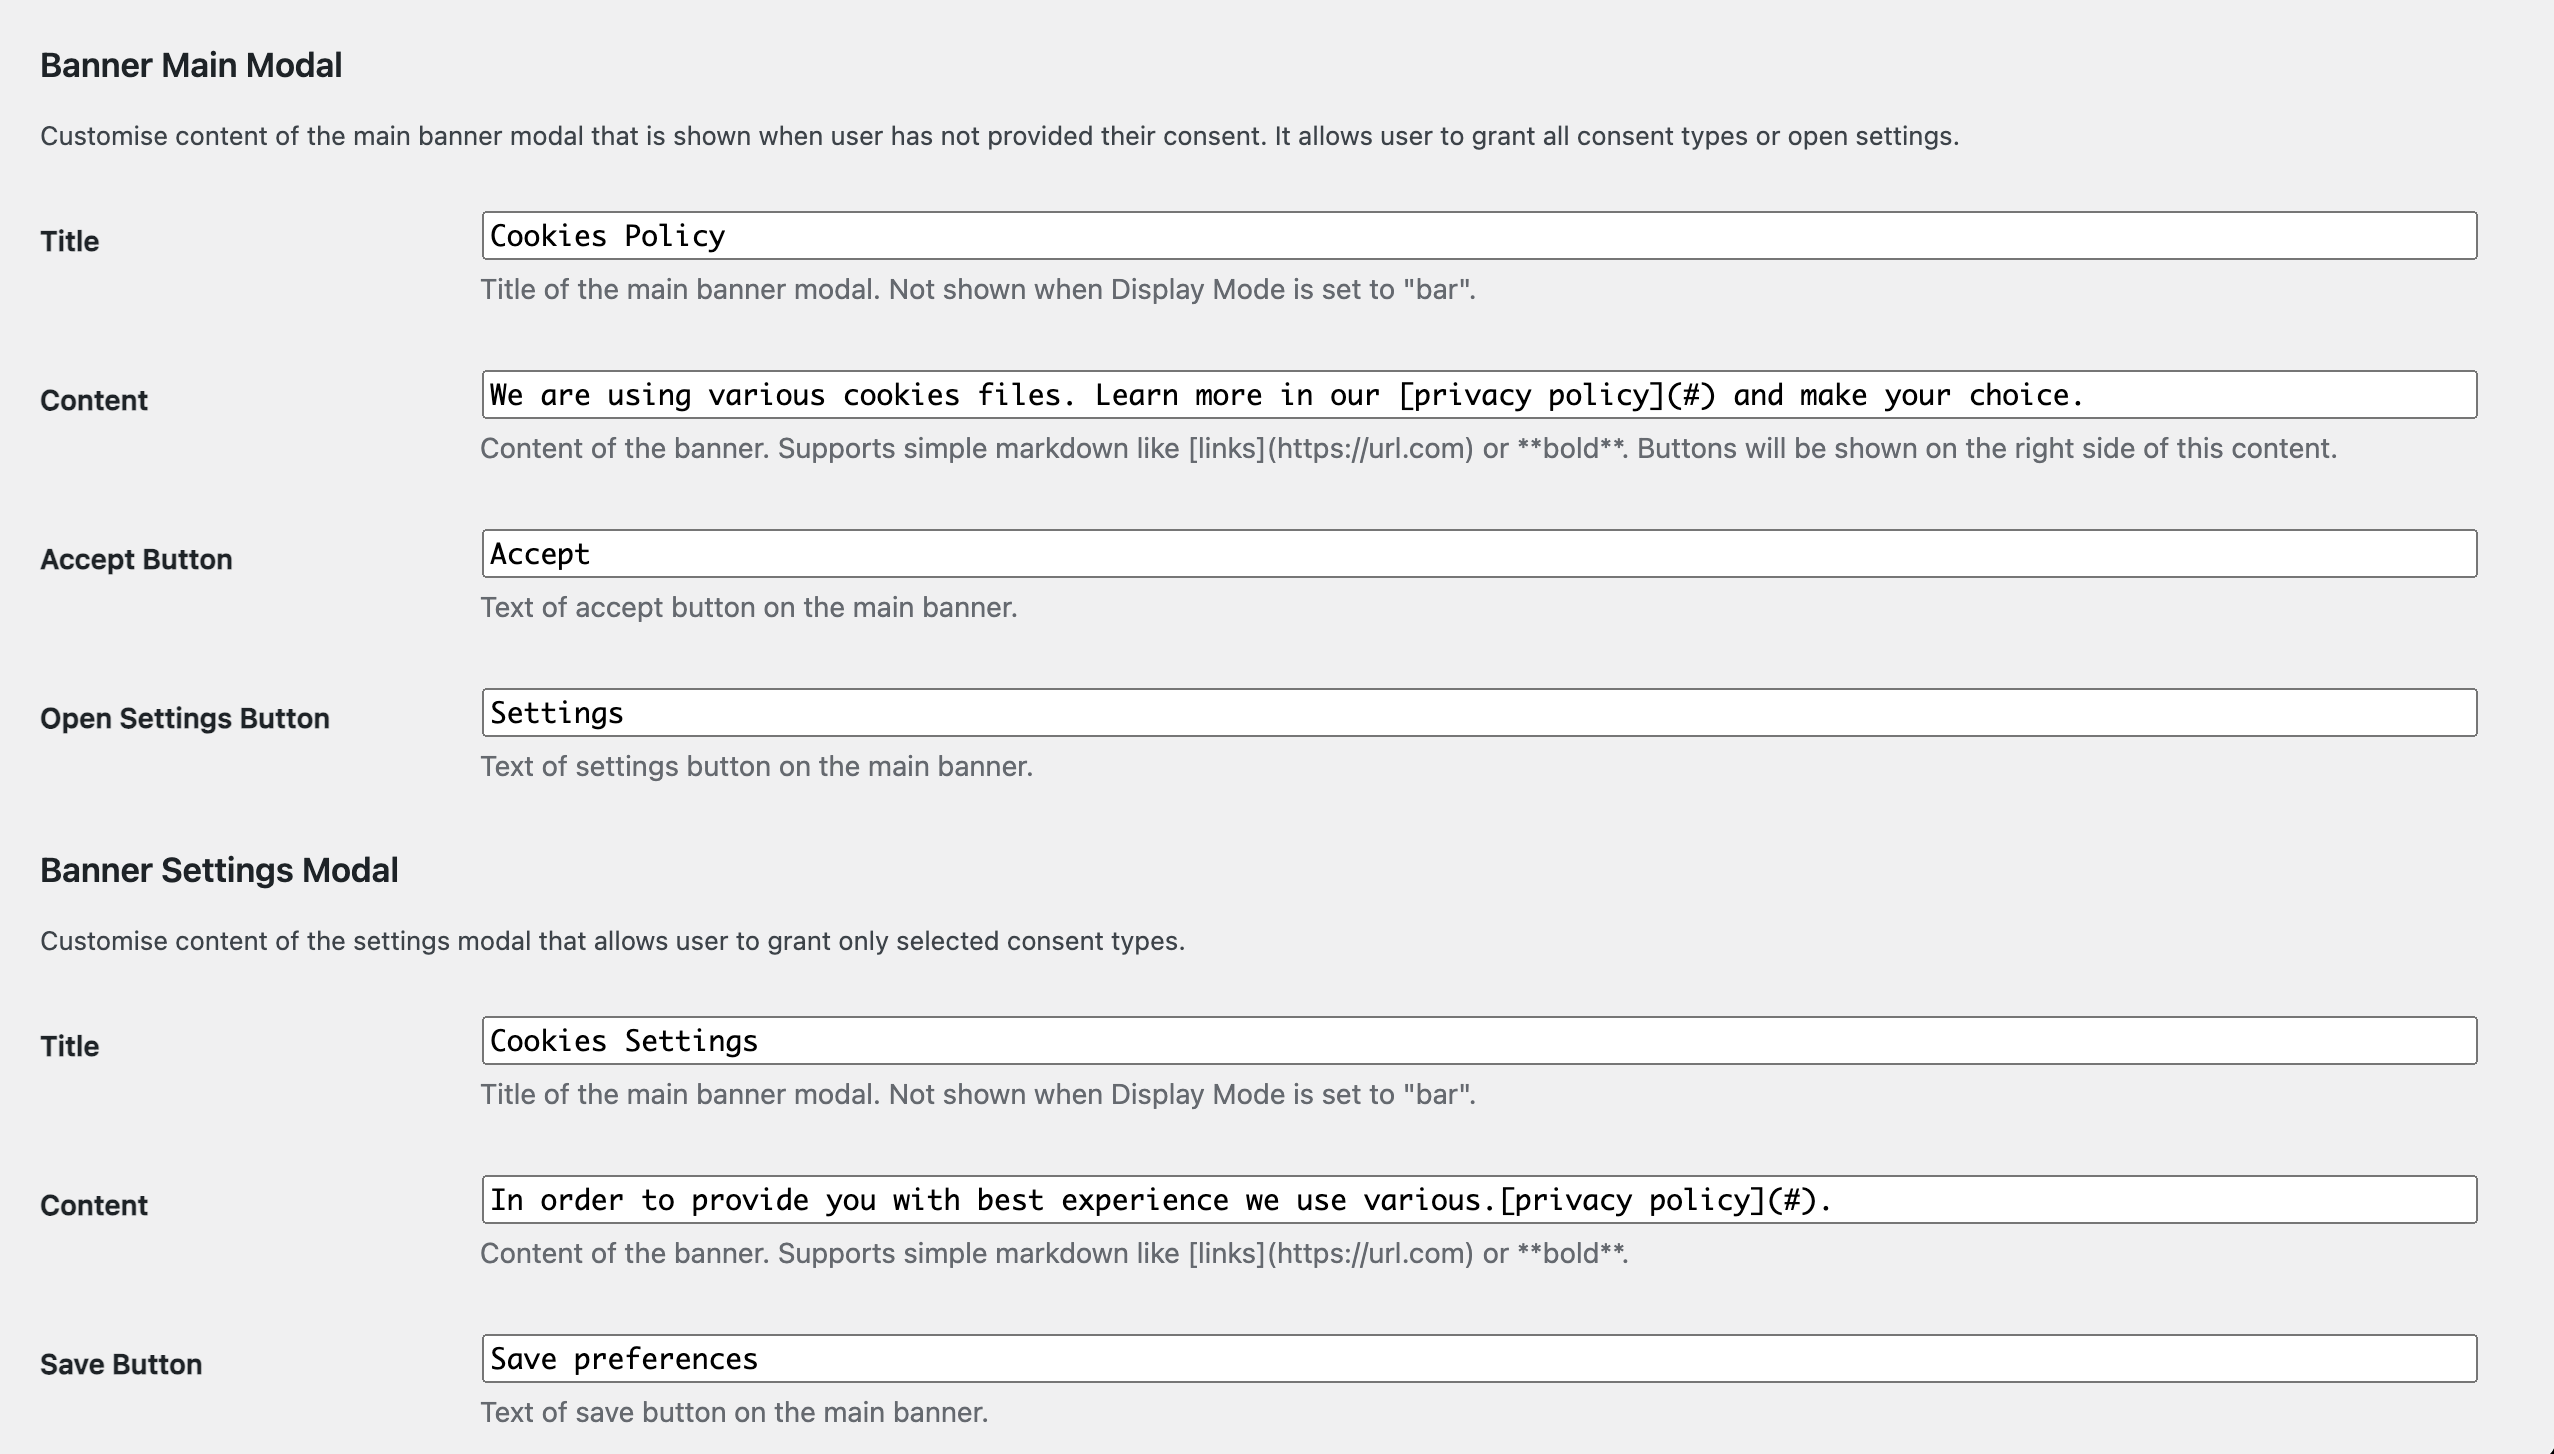 Banner Main Modal
Customise content of the main banner modal that is shown when user has not provided their consent. It allows user to grant all consent types or open settings.
Title
Cookies Policy
Title of the main banner modal. Not shown when Display Mode is set to "bar".
Content
We are using various cookies files. Learn more in our [privacy policy](#) and make your choice.
Content of the banner. Supports simple markdown like [links](https://url.com) or **bold**. Buttons will be shown on the right side of this content.
Accept Button
Accept
Text of accept button on the main banner.
Open Settings Button
Settings
Text of settings button on the main banner.
Banner Settings Modal
Customise content of the settings modal that allows user to grant only selected consent types.
Title
Cookies Settings
Title of the main banner modal. Not shown when Display Mode is set to "bar".
Content
In order to provide you with best experience we use various.[privacy policy](#).
Content of the banner. Supports simple markdown like [links](https://url.com) or **bold**.
Save Button
Save preferences
Text of save button on the main banner.